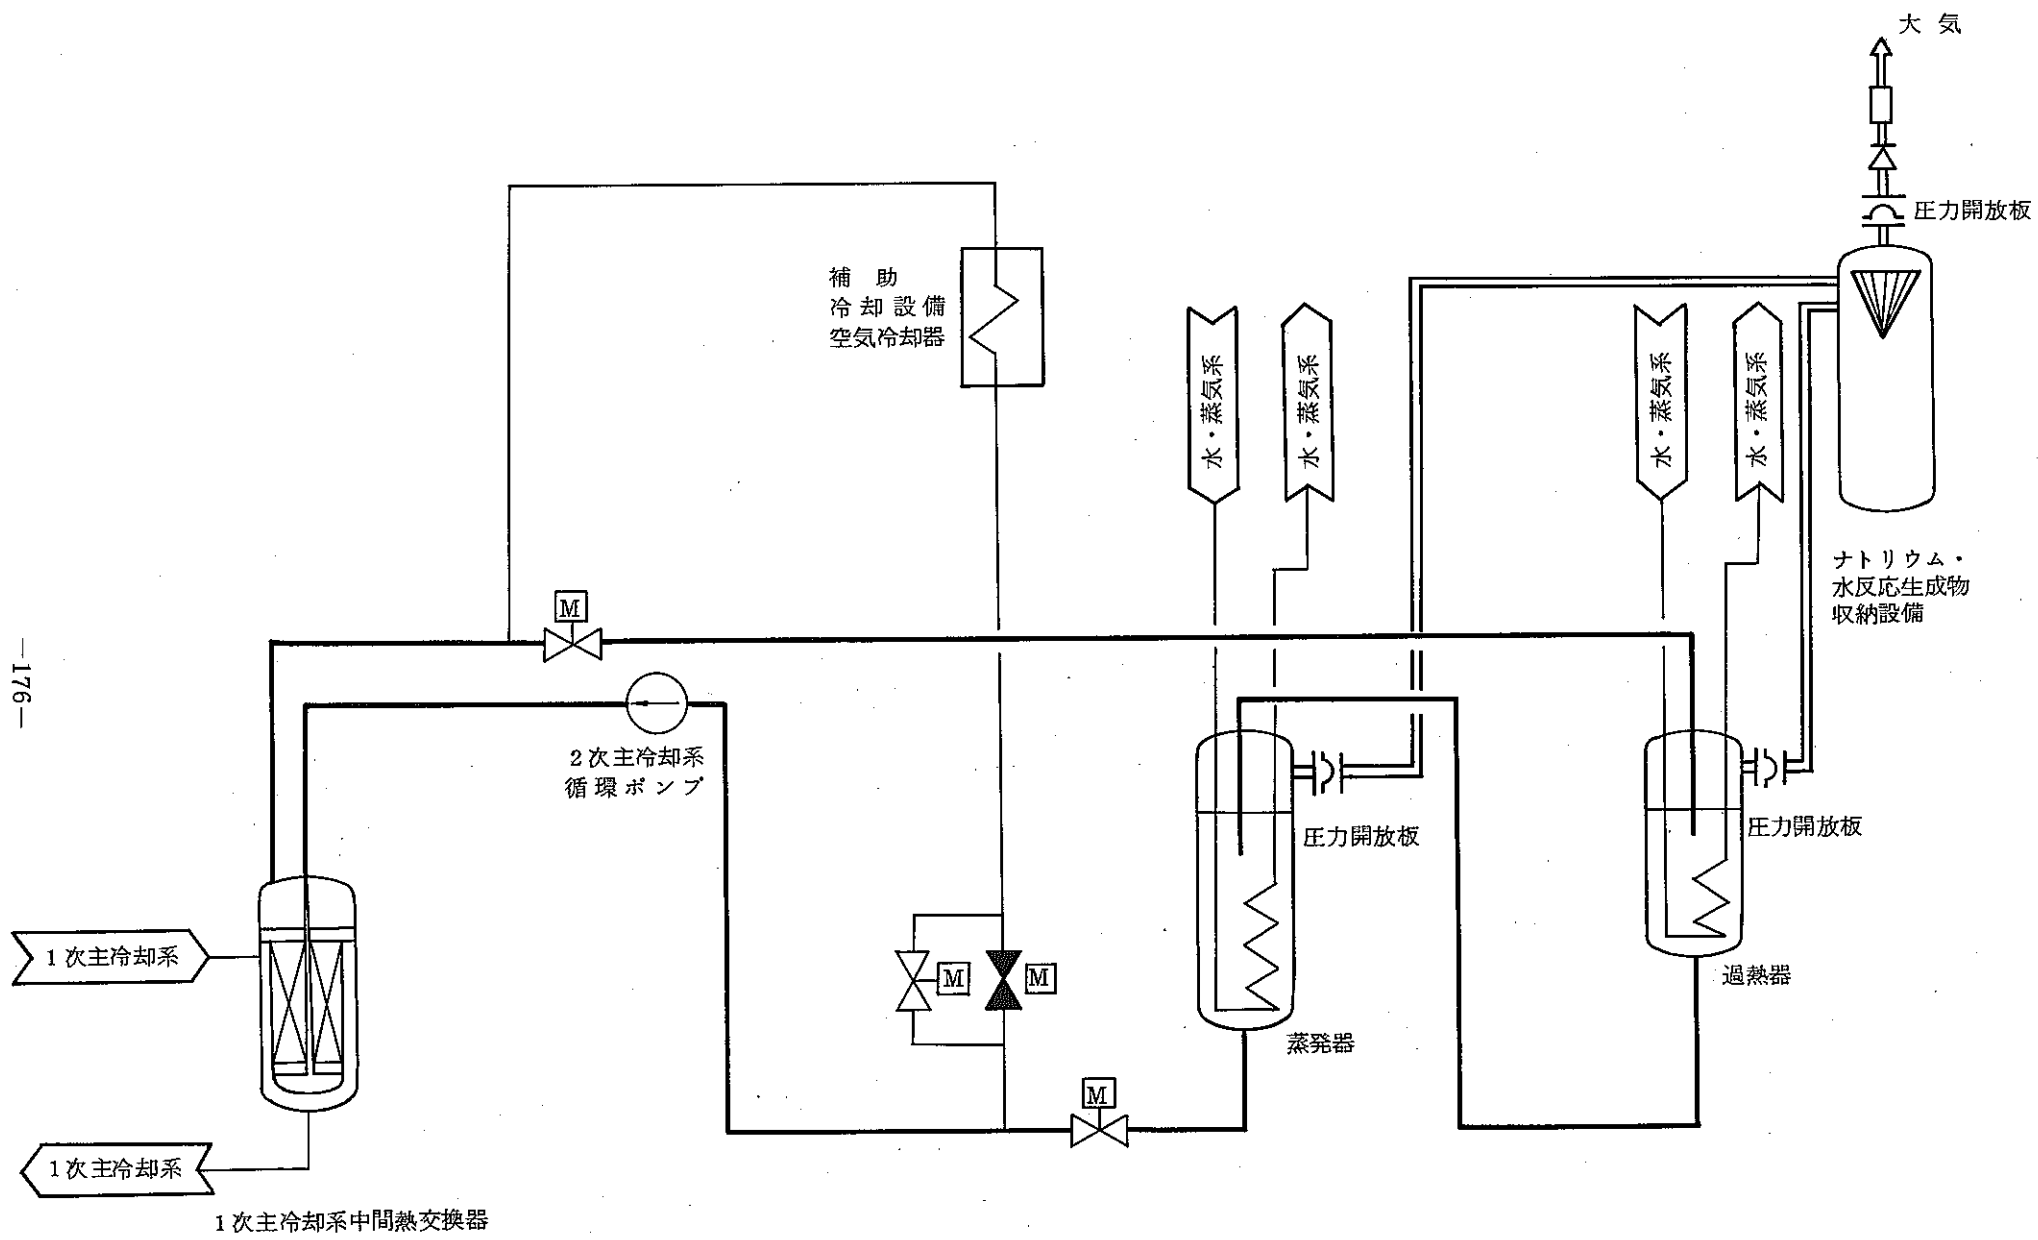 大気
圧力開放板
補助
冷却設備
空気冷却器
水・蒸気系
水・蒸気系
水・蒸気系
水・蒸気系
ナトリウム・
水反応生成物
収納設備
M
2次主冷却系
循環ポンプ
圧力開放板
圧力開放板
1次主冷却系
M
M
過熱器
蒸発器
M
1次主冷却系
1次主冷却系中間熱交換器
—176—